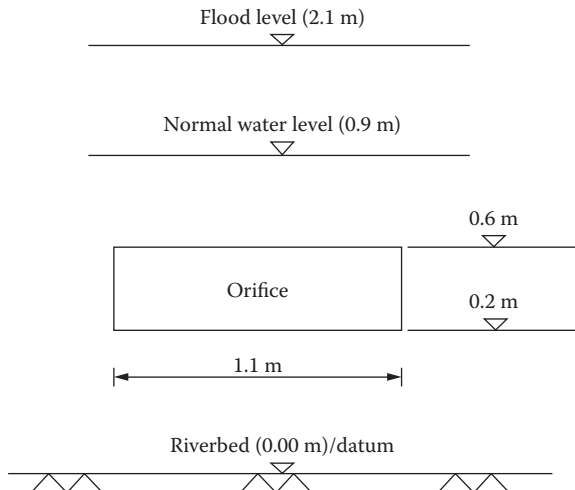 Flood level (2.1 m)
Normal water level (0.9 m)
0.6 m
Orifice
0.2 m
1.1 m
Riverbed (0.00 m)/datum